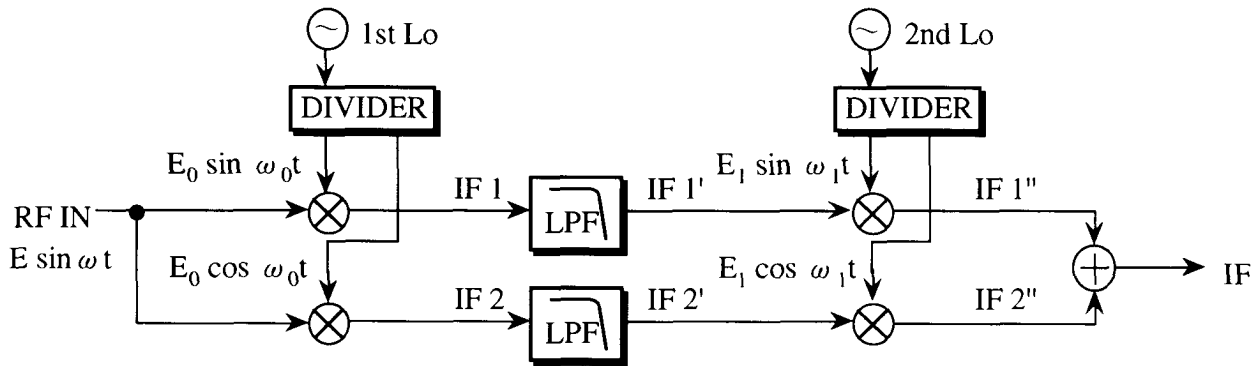 1st Lo
2nd Lo
DIVIDER
DIVIDER
E₀ sin ω₀t
E₁ sin ω₁t
IF 1
LPF
IF 1'
IF 1''
RF IN
E sin ω t
E₀ cos ω₀t
E₁ cos ω₁t
IF
IF 2
LPF
IF 2'
IF 2''